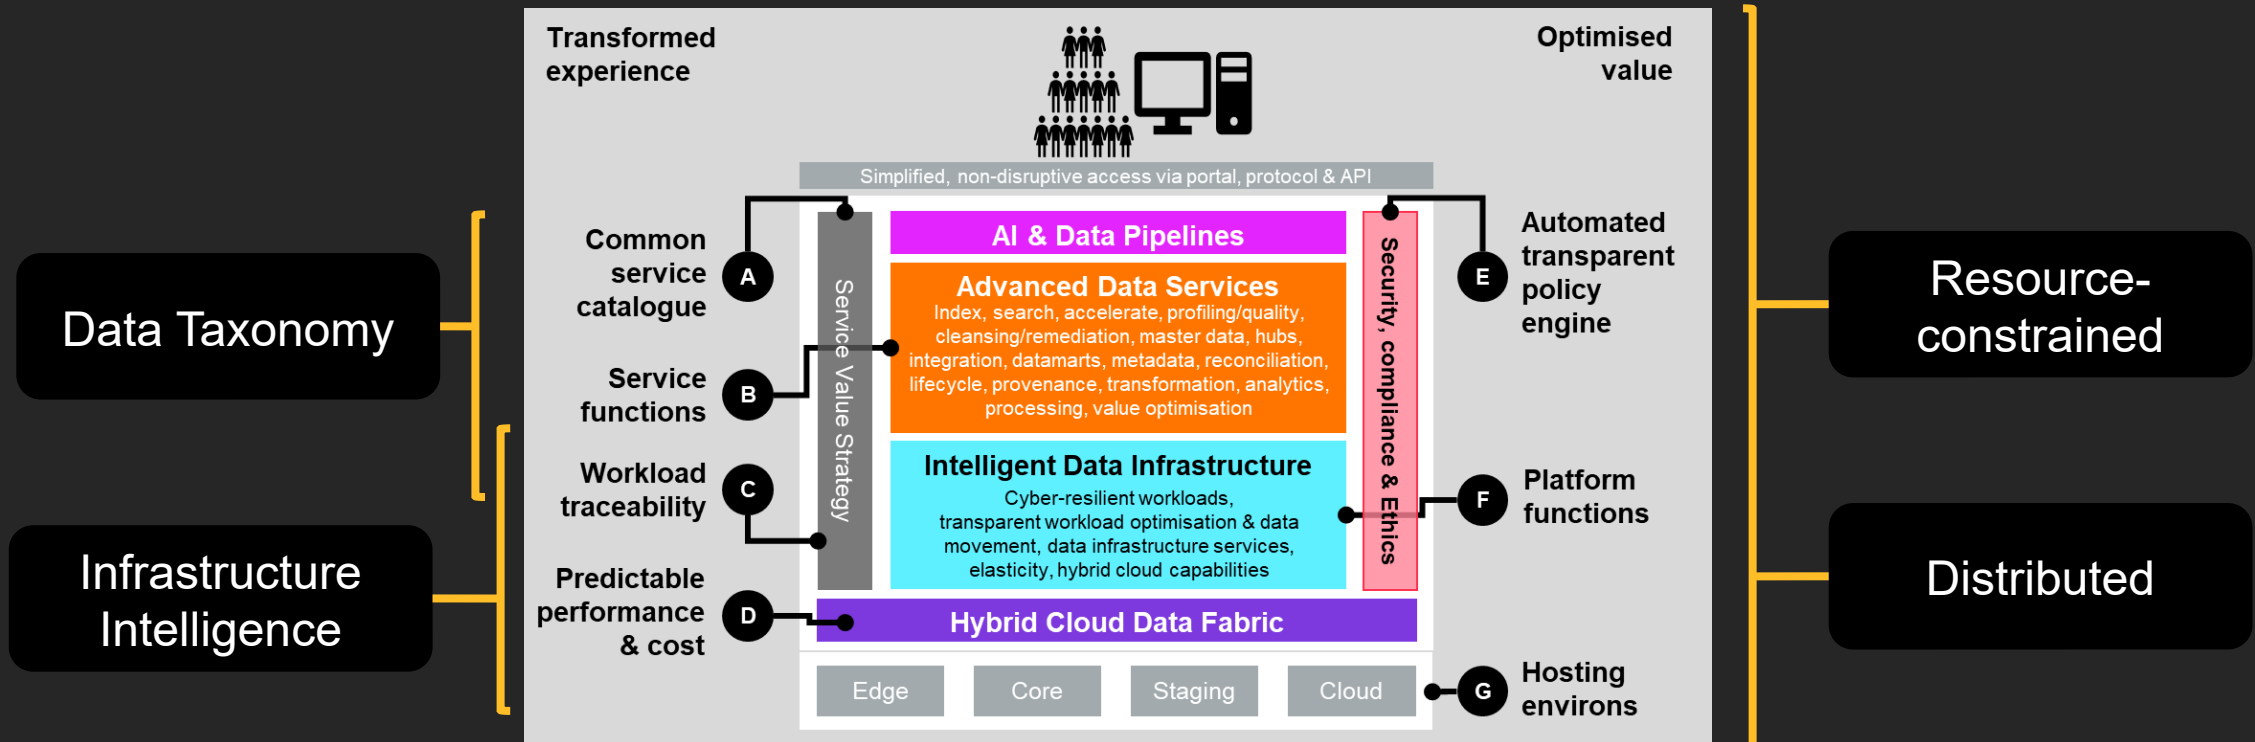 Transformed
experience
Optimised
value
Simplified, non-disruptive access via portal, protocol & API
Data Taxonomy
Infrastructure
Intelligence
Common
service
catalogue
A
Service
functions
B
Workload
traceability
C
Predictable
performance
& cost
D
Service Value Strategy
AI & Data Pipelines
Advanced Data Services
Index, search, accelerate, profiling/quality,
cleansing/remediation, master data, hubs,
integration, datamarts, metadata, reconciliation,
lifecycle, provenance, transformation, analytics,
processing, value optimisation
Intelligent Data Infrastructure
Cyber-resilient workloads,
transparent workload optimisation & data
movement, data infrastructure services,
elasticity, hybrid cloud capabilities
Security, compliance & Ethics
Hybrid Cloud Data Fabric
Edge
Core
Staging
Cloud
E
Automated
transparent
policy
engine
F
Platform
functions
G
Hosting
environs
Resource-
constrained
Distributed